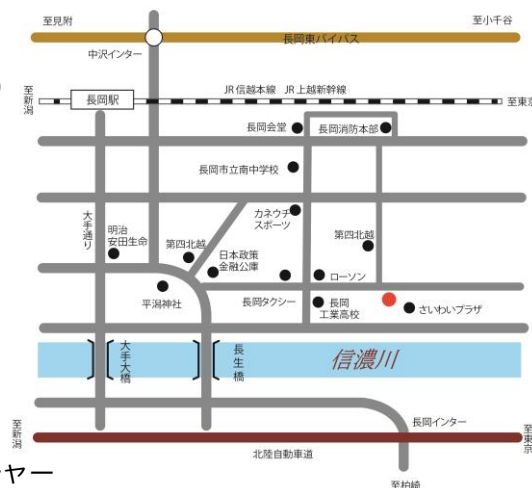 至見附
至小千谷
長岡東バイパス
中沢インター
至新潟
長岡駅
JR 信越本線 JR 上越新幹線
至東京
長岡会堂
長岡消防本部
長岡市立南中学校
大手通り
明治
安田生命
第四北越
カネウチ
スポーツ
日本政策
金融公庫
第四北越
ローソン
平潟神社
長岡タクシー
長岡
工業高校
さいわいプラザ
大手大橋
長生橋
信濃川
長岡インター
至新潟
北陸自動車道
至東京
至柏崎